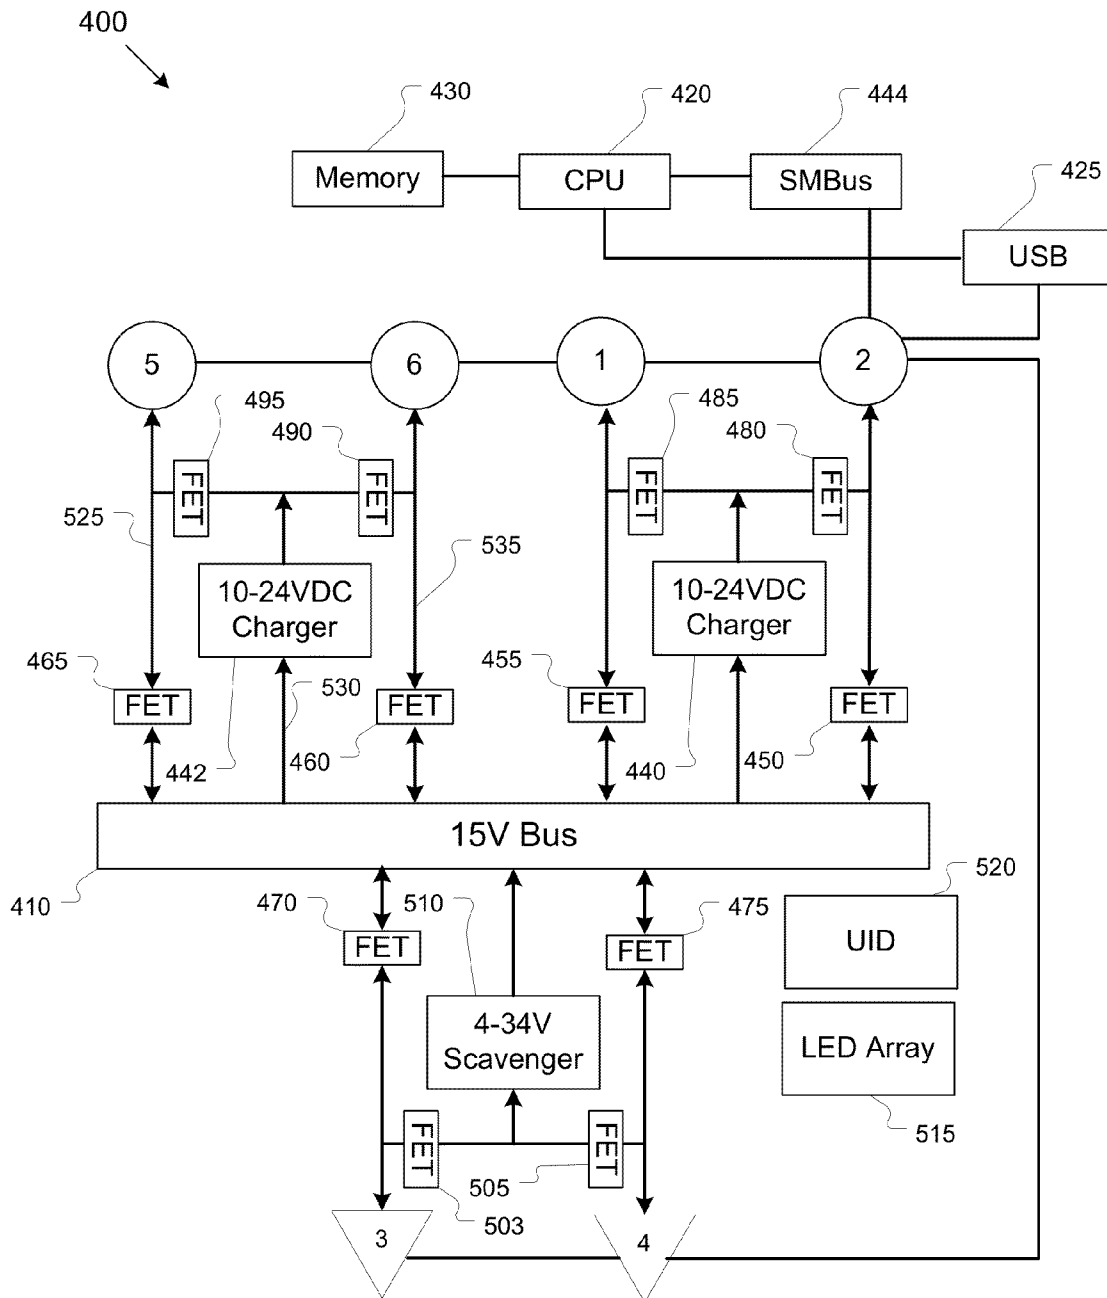 400
430
420
444
425
Memory
CPU
SMBus
USB
5
6
1
2
495
490
485
480
FET
FET
FET
FET
525
535
10-24VDC
Charger
10-24VDC
Charger
465
455
FET
530
FET
FET
FET
442
460
440
450
15V Bus
410
470
510
475
520
FET
FET
UID
4-34V
Scavenger
LED Array
FET
FET
515
505
503
3
4